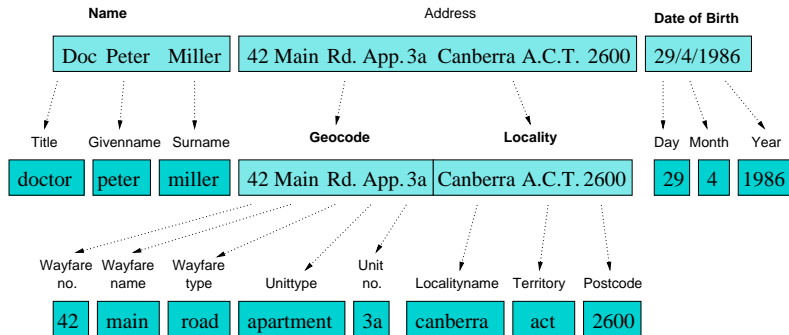 Name Address Date of Birth
Doc Peter Miller 42 Main Rd. App. 3a Canberra A.C.T. 2600 29/4/1986
Geocode Locality
Title Givenname Surname Day Month Year
doctor peter miller 42 Main Rd. App. 3a Canberra A.C.T. 2600 29 4 1986
Wayfare Wayfare Wayfare Unit
no. name type Unittype no. Localityname Territory Postcode
42 main road apartment 3a canberra act 2600